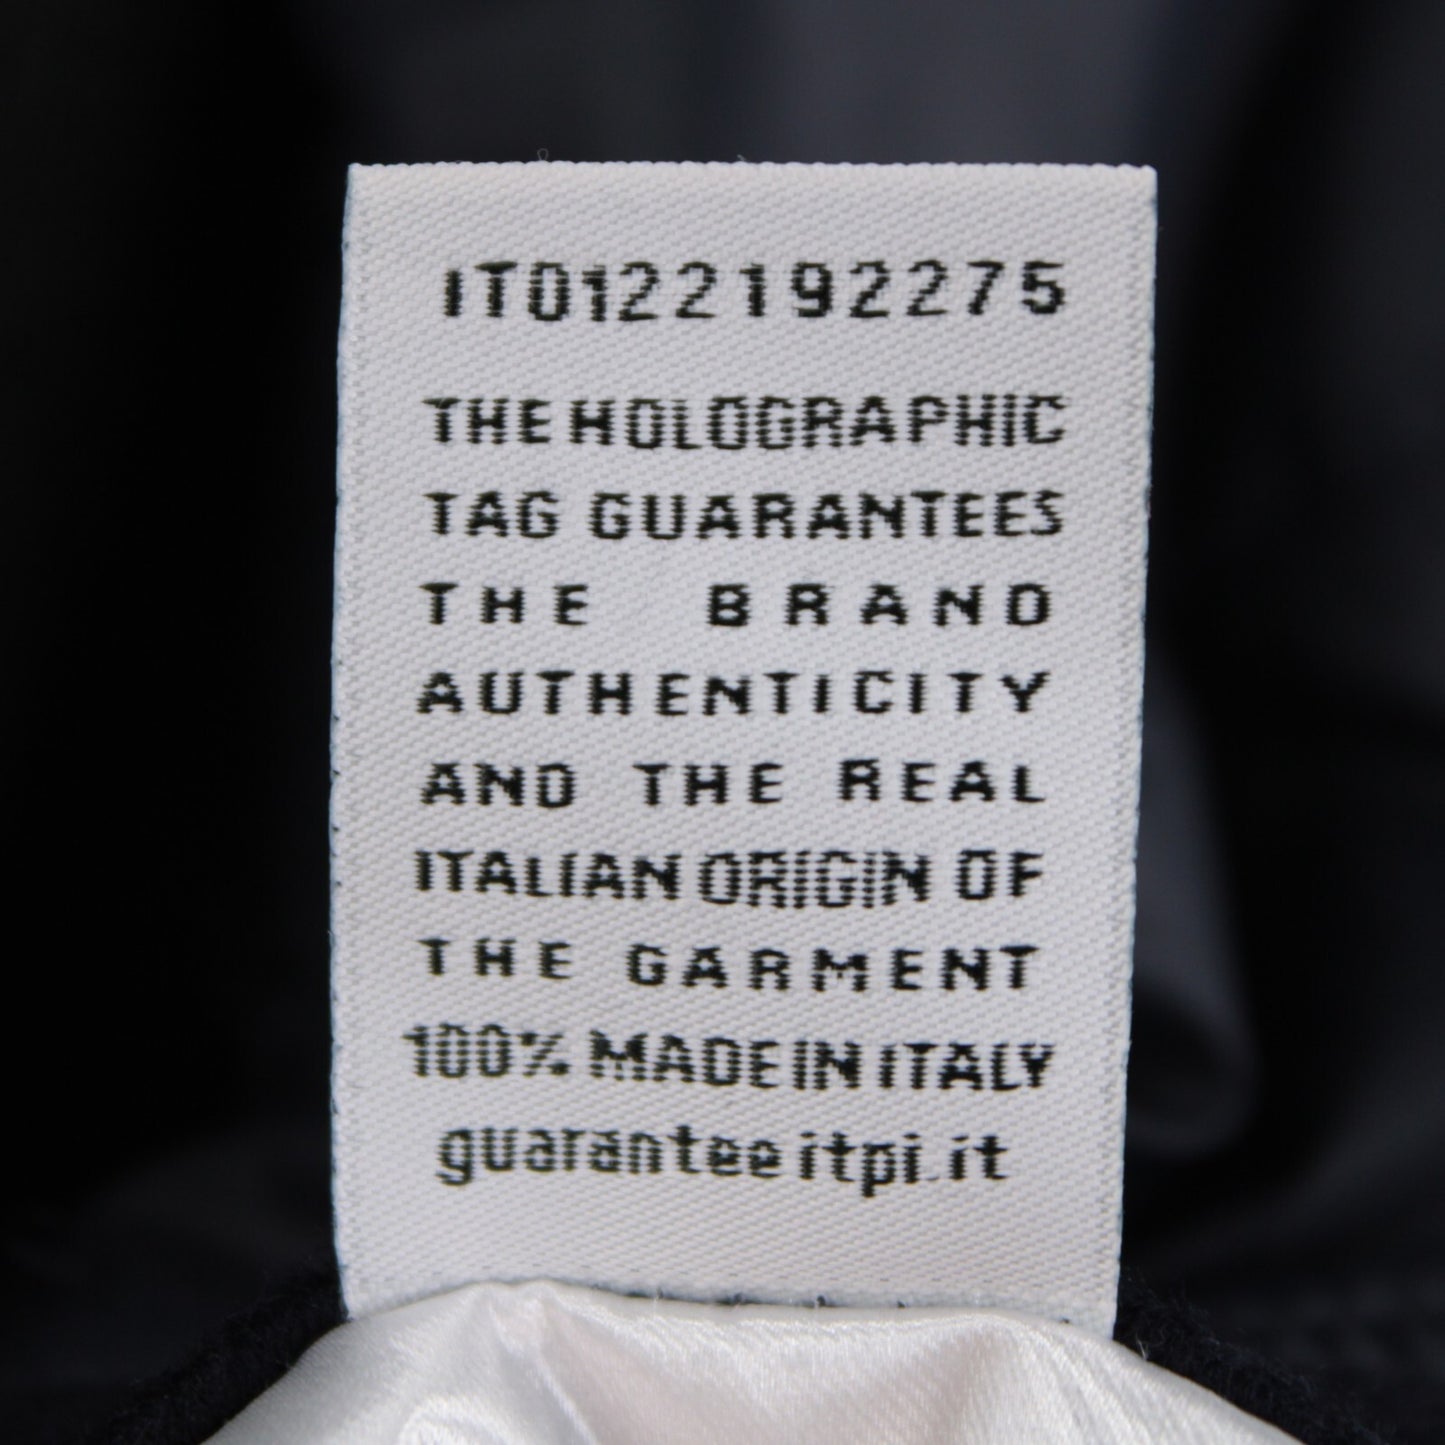 IT0122192275
THE HOLOGRAPHIC
TAG GUARANTEES
THE BRAND
AUTHENTICITY
AND THE REAL
ITALIAN ORIGIN OF
THE GARMENT
100% MADE IN ITALY
guarantee itpi.it